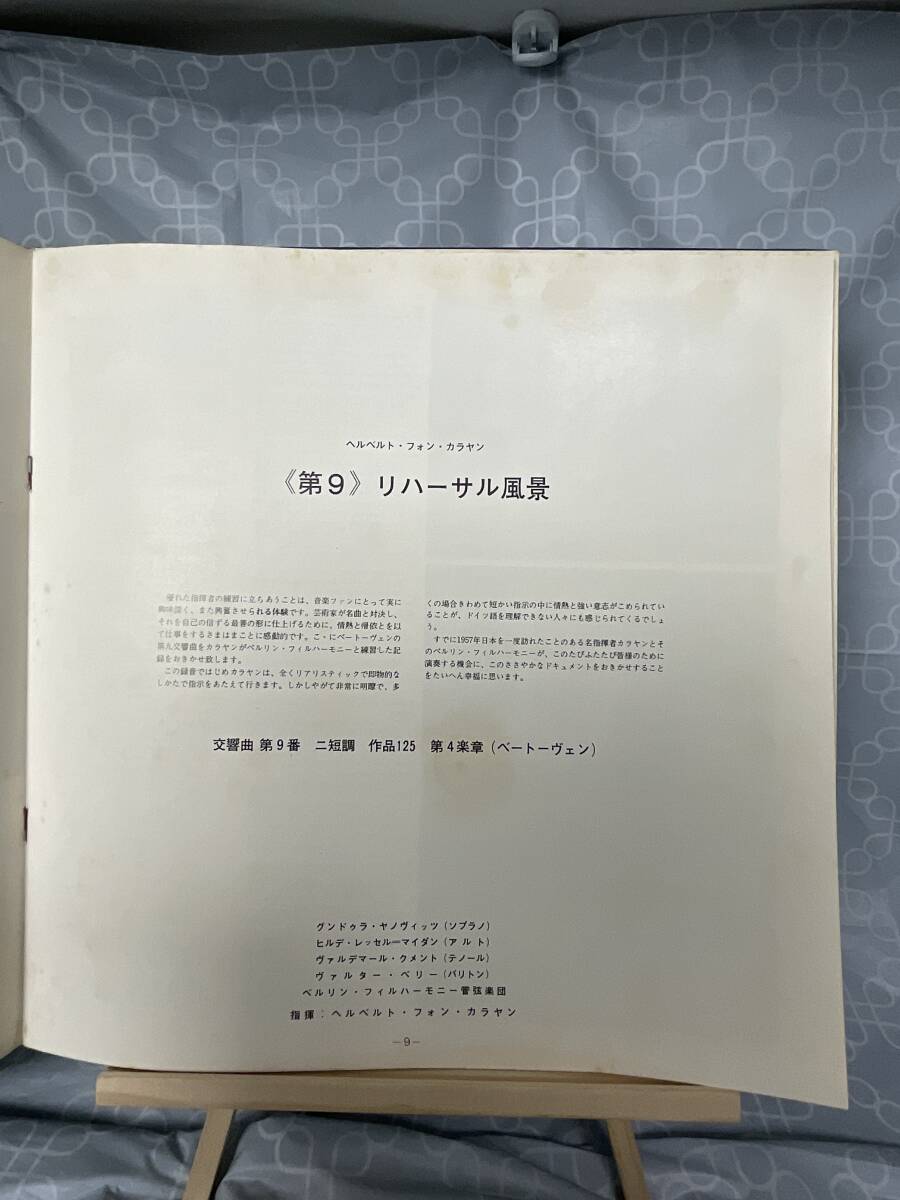 ヘルベルト・フォン・カラヤン
《第9》リハーサル風景
優れた指揮者の練習に立ちあうことは、音楽ファンにとって実に
興味深く、また興奮させられる体験です。芸術家が名曲と対決し、
それを自己の信ずる最善の形に仕上げるために、情熱と帰依とを以
て仕事をするさまはまことに感動的です。こゝにベートーヴェンの
第九交響曲をカラヤンがベルリン・フィルハーモニーと練習した記
録をおきかせ致します。
この録音ではじめカラヤンは、全くリアリスティックで即物的な
しかたで指示をあたえて行きます。しかしやがて非常に明瞭で、多
くの場合きわめて短かい指示の中に情熱と強い意志がこめられてい
ることが、ドイツ語を理解できない人々にも感じられてくるでしょ
う。
すでに1957年日本を一度訪れたことのある名指揮者カラヤンとそ
のベルリン・フィルハーモニーが、このたびふたたび皆様のために
演奏する機会に、このささやかなドキュメントをおきかせすること
をたいへん幸福に思います。
交響曲 第9番 ニ短調 作品125 第4楽章(ベートーヴェン)
グンドゥラ・ヤノヴィッツ(ソプラノ)
ヒルデ・レッセル＝マイダン(アルト)
ヴァルデマール・クメント(テノール)
ヴァルター・ベリー(バリトン)
ベルリン・フィルハーモニー管弦楽団
指揮：ヘルベルト・フォン・カラヤン
－9－